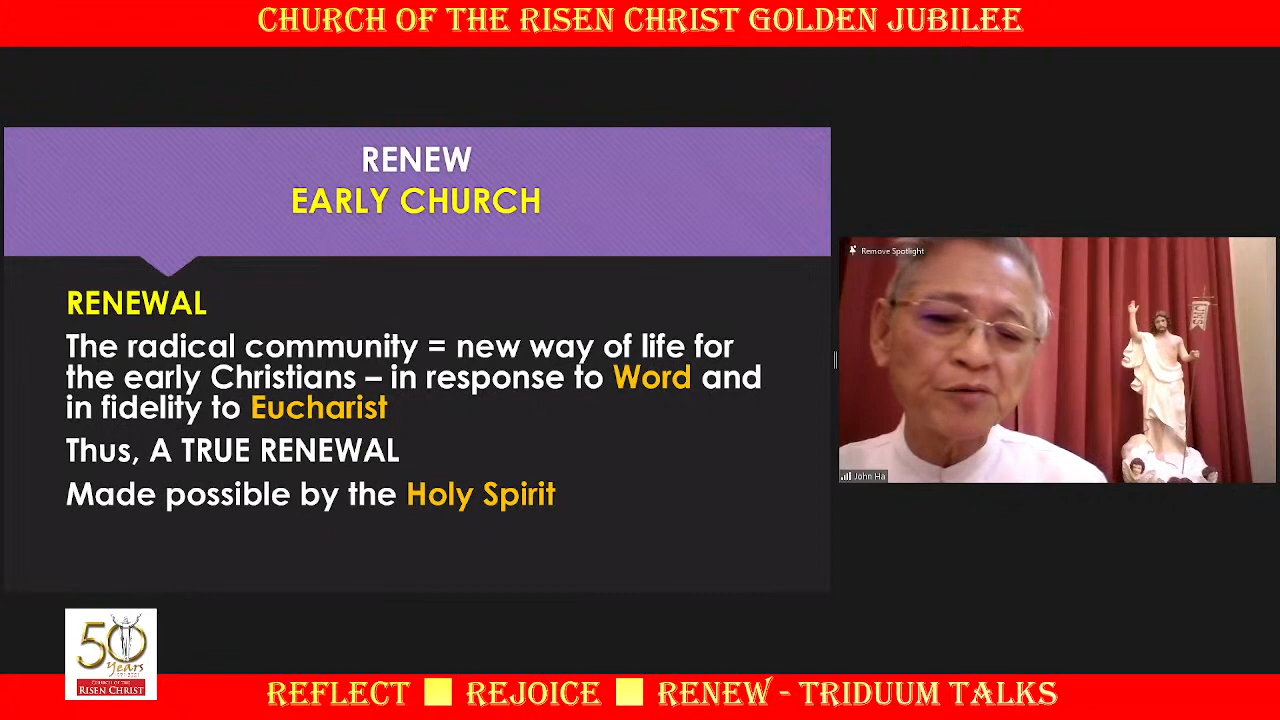 CHURCH OF THE RISEN CHRIST GOLDEN JUBILEE
RENEW
EARLY CHURCH
RENEWAL
The radical community = new way of life for
the early Christians – in response to Word and
in fidelity to Eucharist
Thus, A TRUE RENEWAL
Made possible by the Holy Spirit
Remove Spotlight
John Ha
50
Years
CHURCH OF THE
RISEN CHRIST
REFLECT REJOICE RENEW - TRIDUUM TALKS